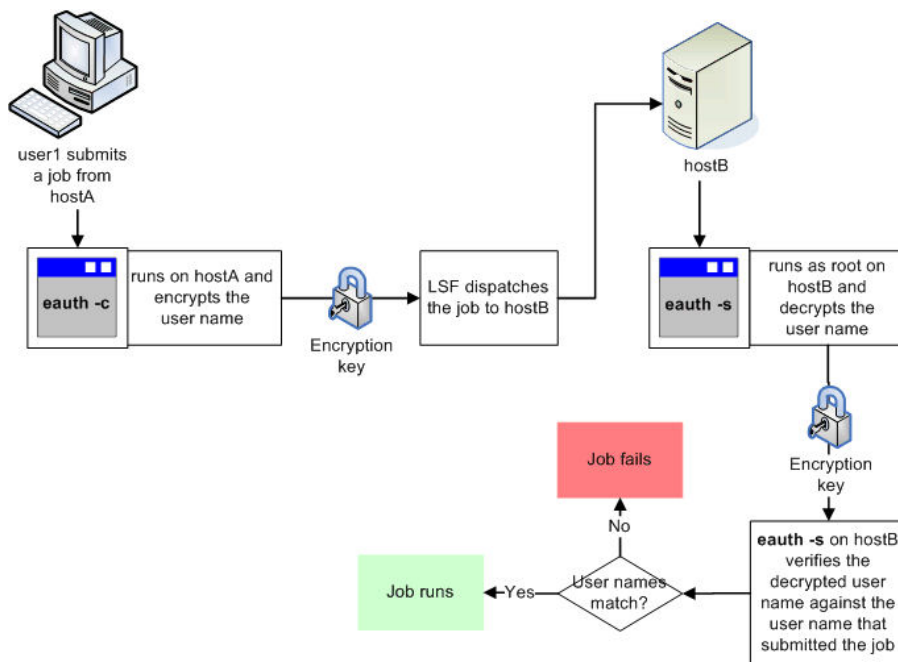 user1 submits
a job from
hostA
eauth -c
runs on hostA and
encrypts the
user name
Encryption
key
LSF dispatches
the job to hostB
hostB
eauth -s
runs as root on
hostB and
decrypts the
user name
Encryption
key
eauth -s on hostB
verifies the
decrypted user
name against the
user name that
submitted the job
User names
match?
No
Job fails
Yes
Job runs